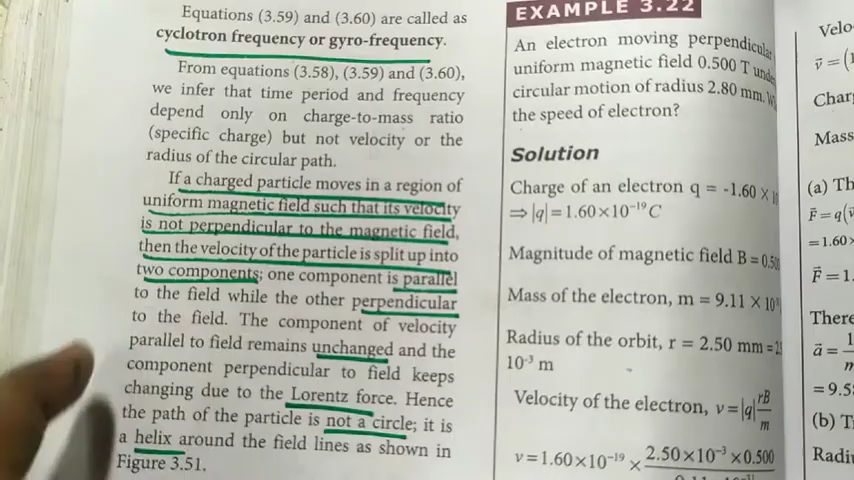 Equations (3.59) and (3.60) are called as
cyclotron frequency or gyro-frequency.
From equations (3.58), (3.59) and (3.60),
we infer that time period and frequency
depend only on charge-to-mass ratio
(specific charge) but not velocity or the
radius of the circular path.
If a charged particle moves in a region of
uniform magnetic field such that its velocity
is not perpendicular to the magnetic field,
then the velocity of the particle is split up into
two components; one component is parallel
to the field while the other perpendicular
to the field. The component of velocity
parallel to field remains unchanged and the
component perpendicular to field keeps
changing due to the Lorentz force. Hence
the path of the particle is not a circle; it is
a helix around the field lines as shown in
Figure 3.51.
EXAMPLE 3.22
An electron moving perpendicular
uniform magnetic field 0.500 T
circular motion of radius 2.80 mm.
the speed of electron?
Solution
Charge of an electron q = -1.60 ×
⇒ |q| = 1.60×10⁻¹⁹ C
Magnitude of magnetic field B =
Mass of the electron, m = 9.11 ×
Radius of the orbit, r = 2.50 mm =
10⁻³ m
Velocity of the electron, v = |q| rB/m
v = 1.60×10⁻¹⁹ × 2.50×10⁻³ × 0.500
v⃗ =
Mass
(a)
F⃗ = q(
= 1.60×
F⃗ = 1.
a⃗ =
= 9.5
(b)